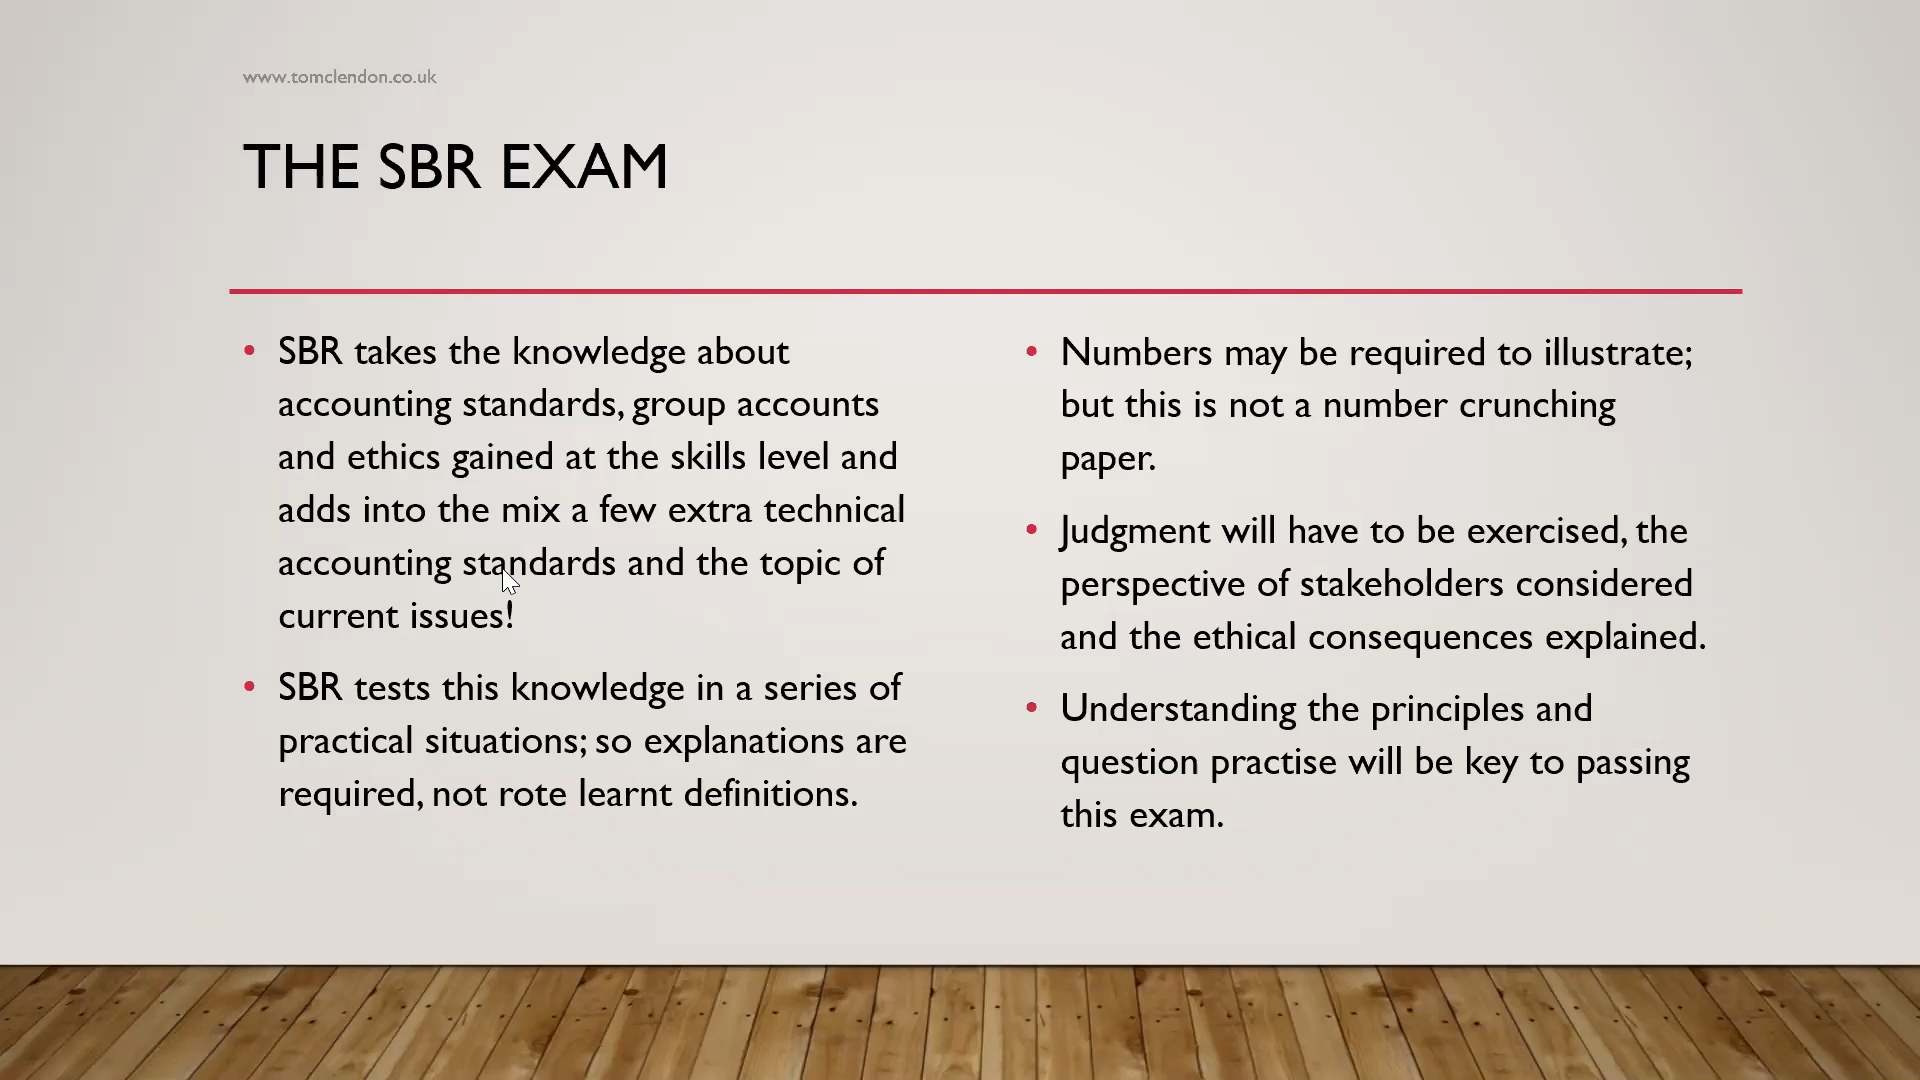 www.tomclendon.co.uk
THE SBR EXAM
• SBR takes the knowledge about
accounting standards, group accounts
and ethics gained at the skills level and
adds into the mix a few extra technical
accounting standards and the topic of
current issues!
• SBR tests this knowledge in a series of
practical situations; so explanations are
required, not rote learnt definitions.
• Numbers may be required to illustrate;
but this is not a number crunching
paper.
• Judgment will have to be exercised, the
perspective of stakeholders considered
and the ethical consequences explained.
• Understanding the principles and
question practise will be key to passing
this exam.